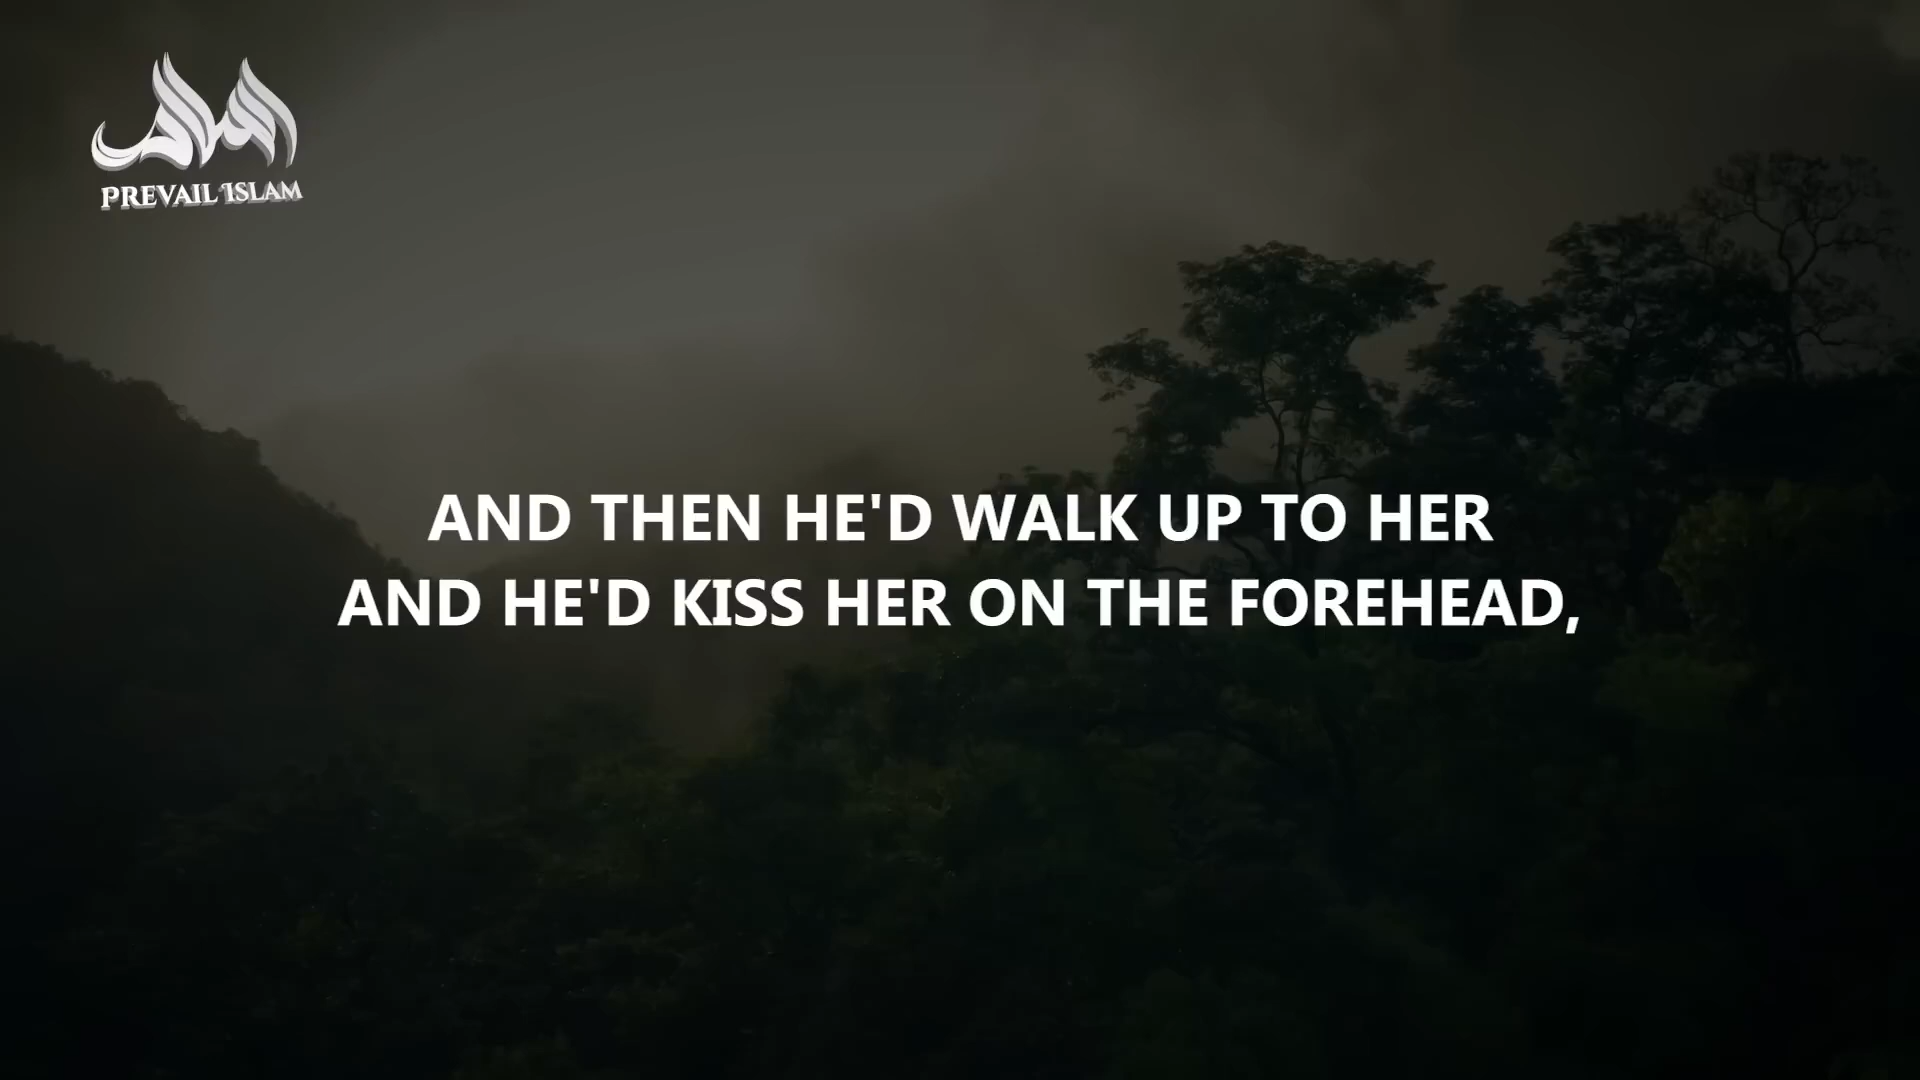 PREVAIL ISLAM
AND THEN HE'D WALK UP TO HER
AND HE'D KISS HER ON THE FOREHEAD,